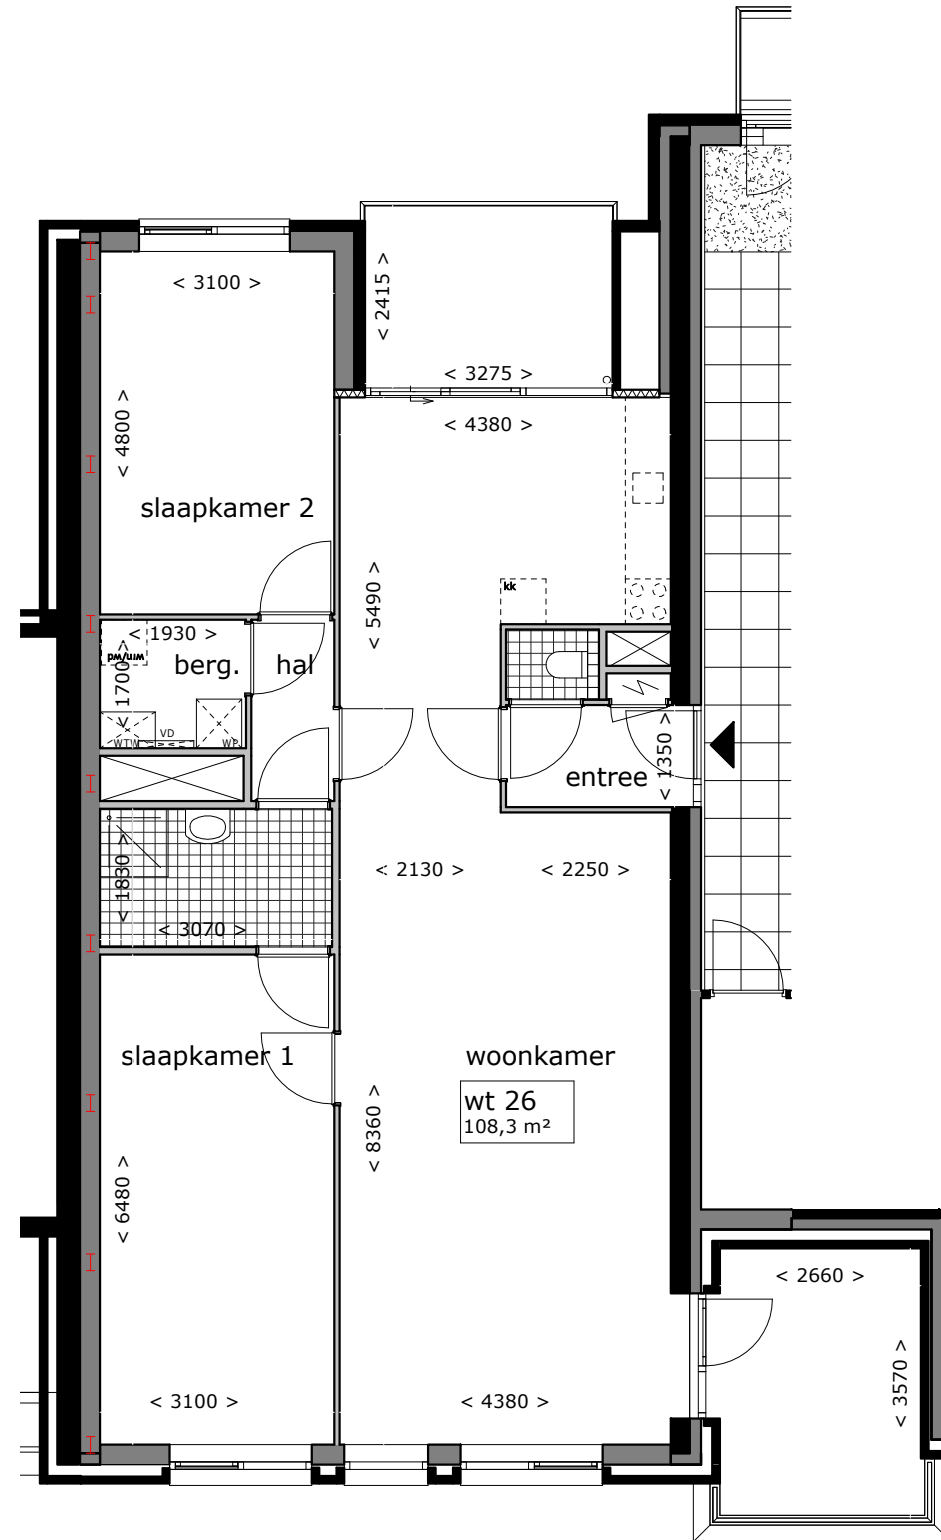 < 3100 >
< 2415 >
< 3275 >
< 4380 >
< 4800 >
slaapkamer 2
< 5490 >
kk
< 1930 >
wm/wd
< 1700 >
berg.
hal
VD
WTW
WP
entree
< 1350 >
< 1830 >
< 3070 >
< 2130 >
< 2250 >
slaapkamer 1
woonkamer
wt 26
108,3 m²
< 8360 >
< 6480 >
< 2660 >
< 3570 >
< 3100 >
< 4380 >